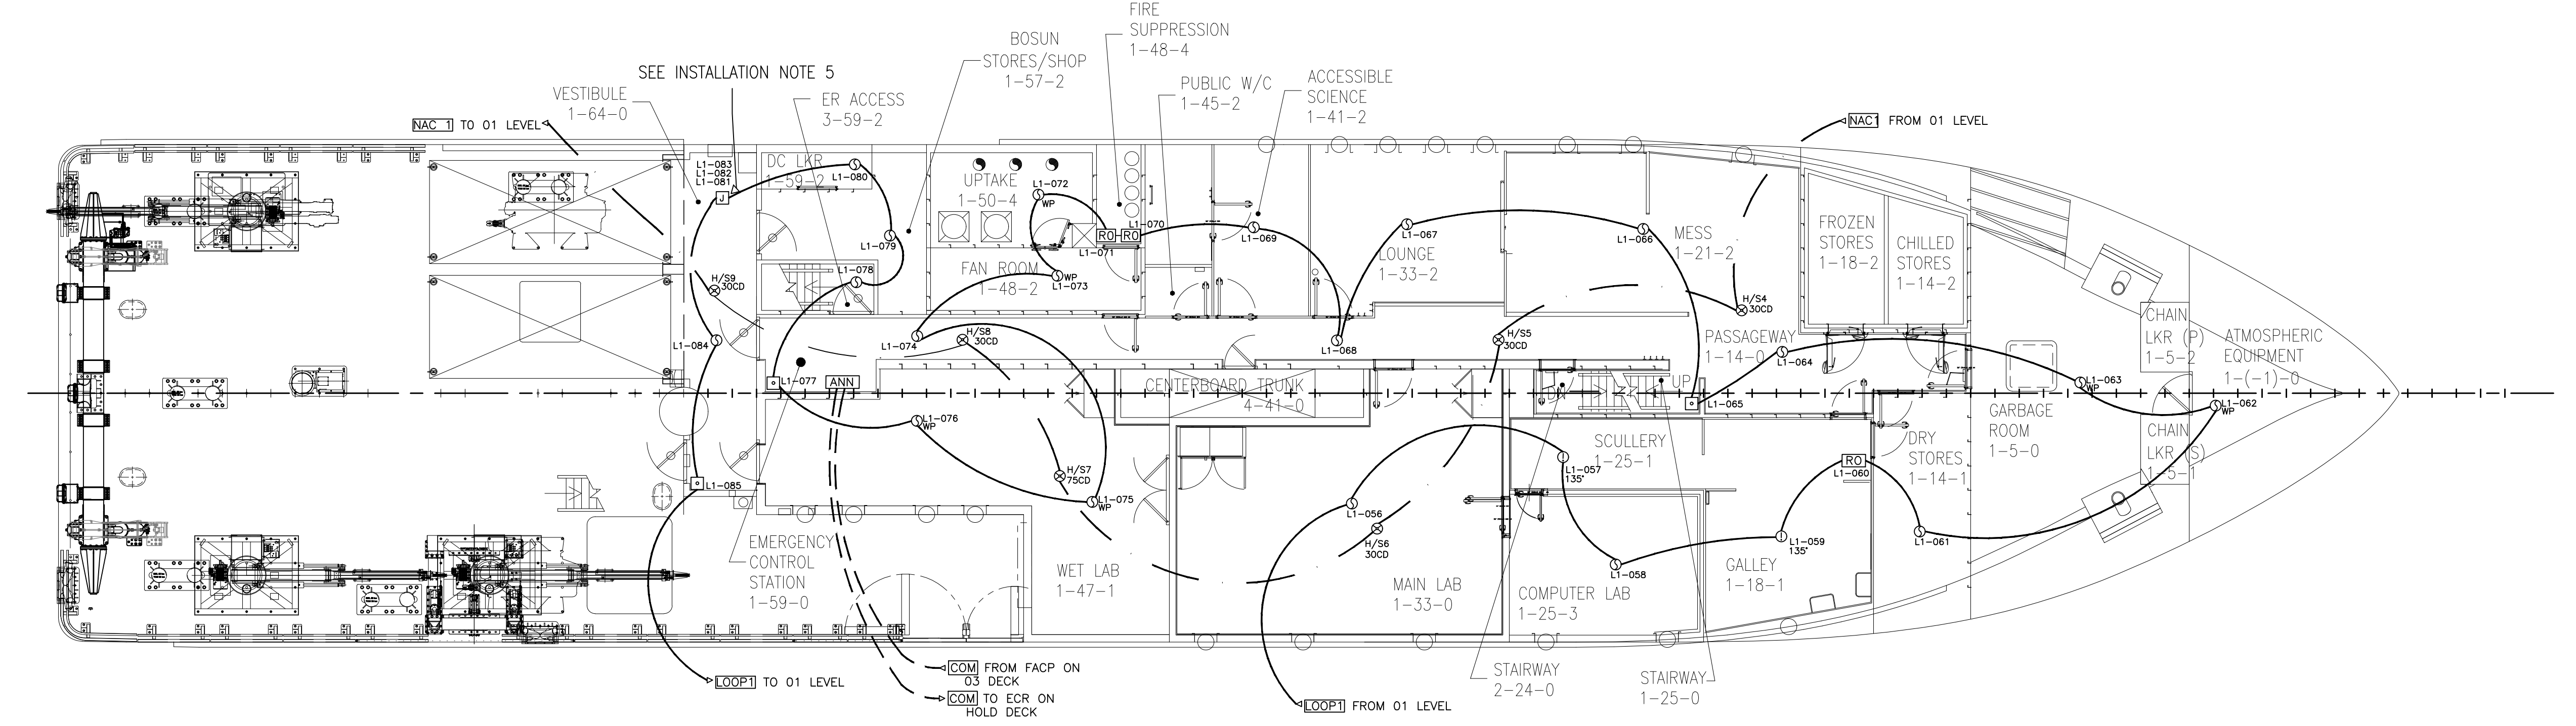 FIRE
SUPPRESSION
1-48-4
BOSUN
STORES/SHOP
1-57-2
SEE INSTALLATION NOTE 5
VESTIBULE
1-64-0
ER ACCESS
3-59-2
PUBLIC W/C
1-45-2
ACCESSIBLE
SCIENCE
1-41-2
NAC 1 TO 01 LEVEL
NAC1 FROM 01 LEVEL
L1-083
L1-082
L1-081
J
DC LKR
1-59-2
L1-080
UPTAKE
1-50-4
L1-072
WP
L1-070
RO
RO
L1-071
L1-069
L1-067
L1-066
LOUNGE
1-33-2
MESS
1-21-2
FROZEN
STORES
1-18-2
CHILLED
STORES
1-14-2
L1-079
L1-078
FAN ROOM
1-48-2
WP
L1-073
H/S9
30CD
H/S4
30CD
L1-084
L1-074
H/S8
30CD
L1-068
H/S5
30CD
PASSAGEWAY
1-14-0
L1-064
CHAIN
LKR (P)
1-5-2
ATMOSPHERIC
EQUIPMENT
1-(-1)-0
L1-077
ANN
CENTERBOARD TRUNK
4-41-0
DN
UP
L1-065
L1-063
WP
L1-062
WP
L1-076
WP
GARBAGE
ROOM
1-5-0
CHAIN
LKR (S)
1-5-1
SCULLERY
1-25-1
DRY
STORES
1-14-1
L1-057
135°
RO
L1-060
H/S7
75CD
L1-085
L1-075
WP
L1-056
H/S6
30CD
L1-061
L1-059
135°
L1-058
EMERGENCY
CONTROL
STATION
1-59-0
WET LAB
1-47-1
MAIN LAB
1-33-0
COMPUTER LAB
1-25-3
GALLEY
1-18-1
COM FROM FACP ON
03 DECK
LOOP1 TO 01 LEVEL
COM TO ECR ON
HOLD DECK
LOOP1 FROM 01 LEVEL
STAIRWAY
2-24-0
STAIRWAY
1-25-0